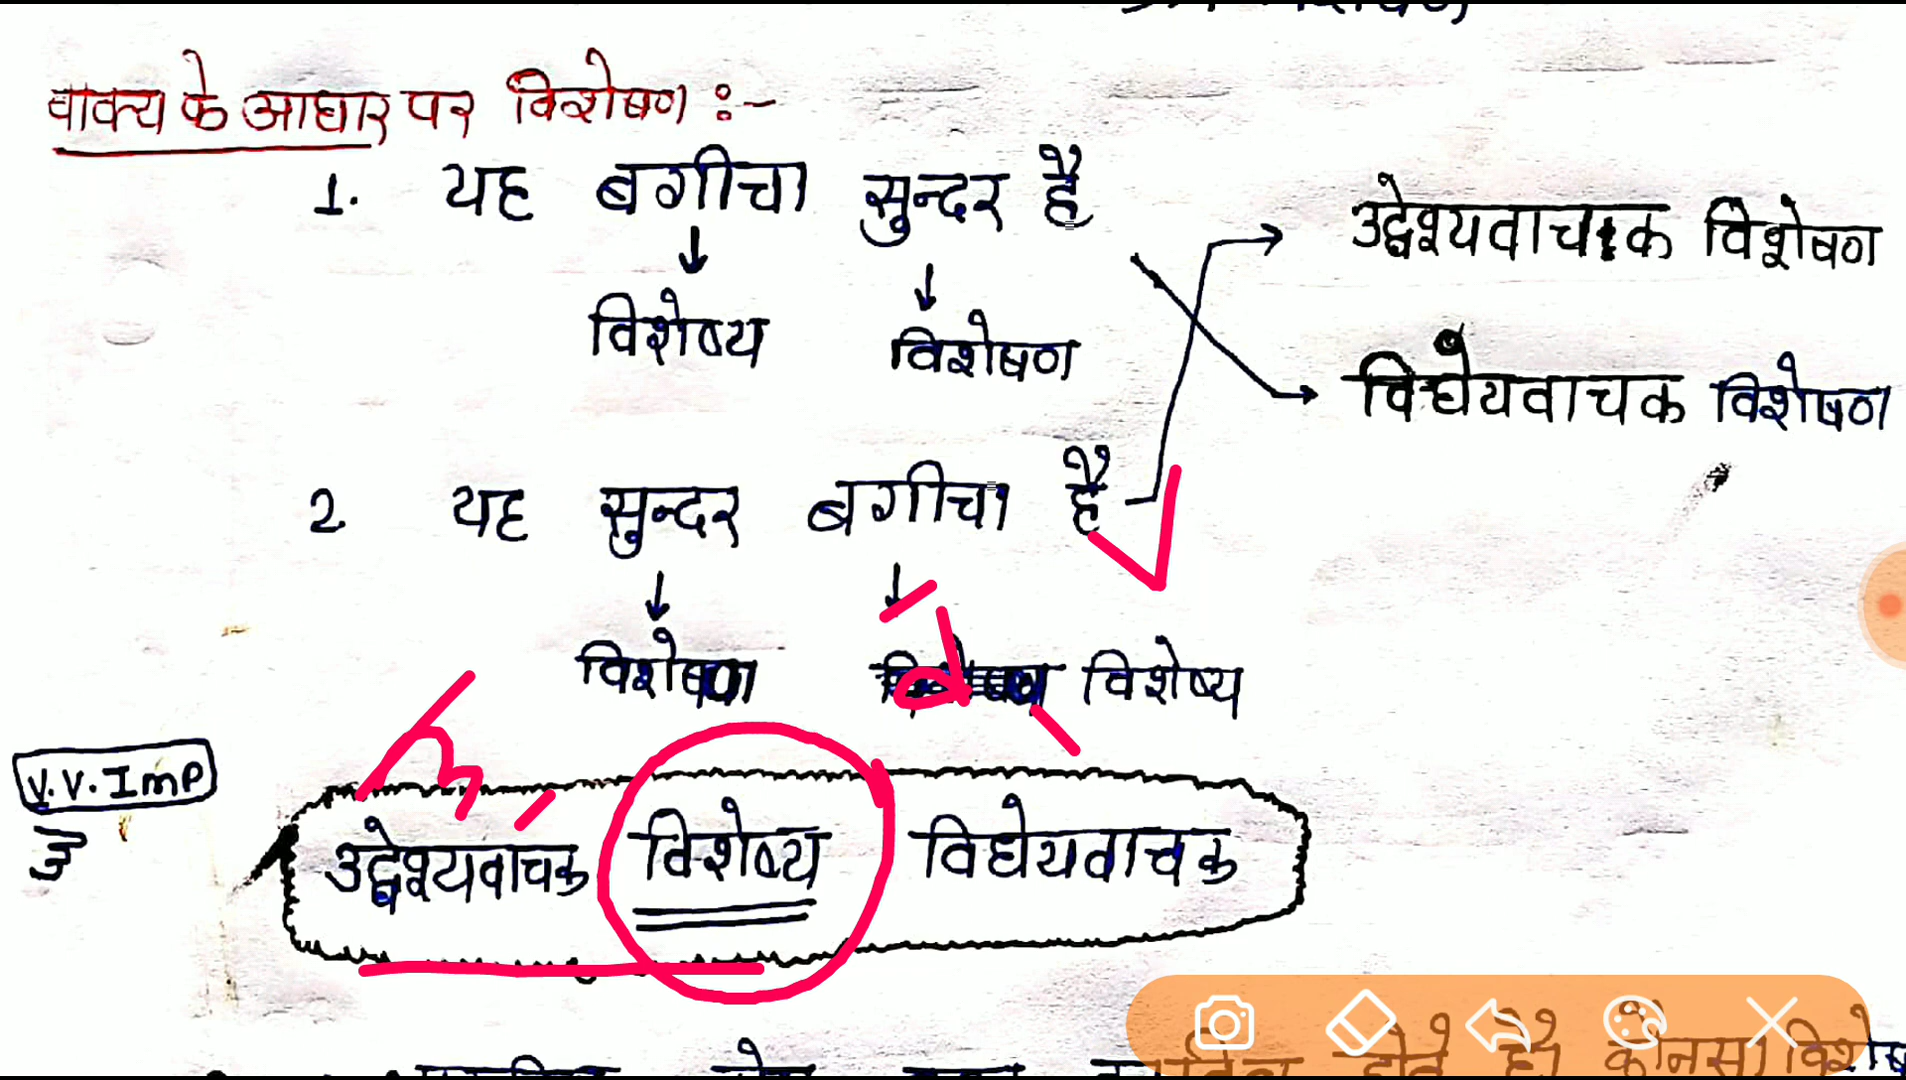 वाक्य के आधार पर विशेषण :-
1. यह बगीचा सुन्दर है
उद्देश्यवाचक विशेषण
विशेष्य विशेषण
विधेयवाचक विशेषण
2 यह सुन्दर बगीचा है
विशेषण विशेष्य
V.V. Imp
उद्देश्यवाचक विशेष्य विधेयवाचक
होते है। कौनसा